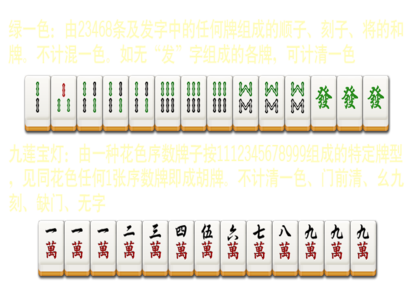 绿一色：由23468条及发字中的任何牌组成的顺子、刻子、将的和
牌。不计混一色。如无“发”字组成的各牌，可计清一色
發 發 發
九莲宝灯：由一种花色序数牌子按1112345678999组成的特定牌型
，见同花色任何1张序数牌即成胡牌。不计清一色、门前清、幺九
刻、缺门、无字
一萬 一萬 一萬 二萬 三萬 四萬 伍萬 六萬 七萬 八萬 九萬 九萬 九萬